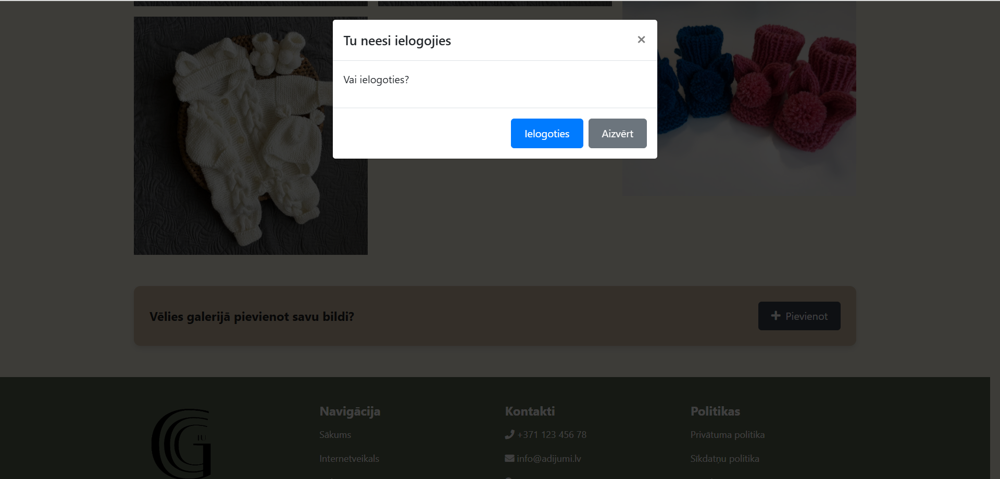 Tu neesi ielogojies
×
Vai ielogoties?
Ielogoties
Aizvērt
Vēlies galerijā pievienot savu bildi?
Pievienot
Navigācija
Sākums
Internetveikals
Kontakti
+371 123 456 78
info@adijumi.lv
Politikas
Privātuma politika
Sīkdatņu politika